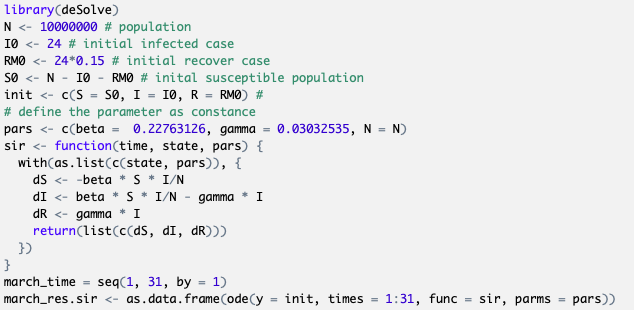 library(deSolve)
N <- 10000000 # population
I0 <- 24 # initial infected case
RM0 <- 24*0.15 # initial recover case
S0 <- N - I0 - RM0 # inital susceptible population
init <- c(S = S0, I = I0, R = RM0) #
# define the parameter as constance
pars <- c(beta =  0.22763126, gamma = 0.03032535, N = N)
sir <- function(time, state, pars) {
  with(as.list(c(state, pars)), {
    dS <- -beta * S * I/N
    dI <- beta * S * I/N - gamma * I
    dR <- gamma * I
    return(list(c(dS, dI, dR)))
  })
}
march_time = seq(1, 31, by = 1)
march_res.sir <- as.data.frame(ode(y = init, times = 1:31, func = sir, parms = pars))